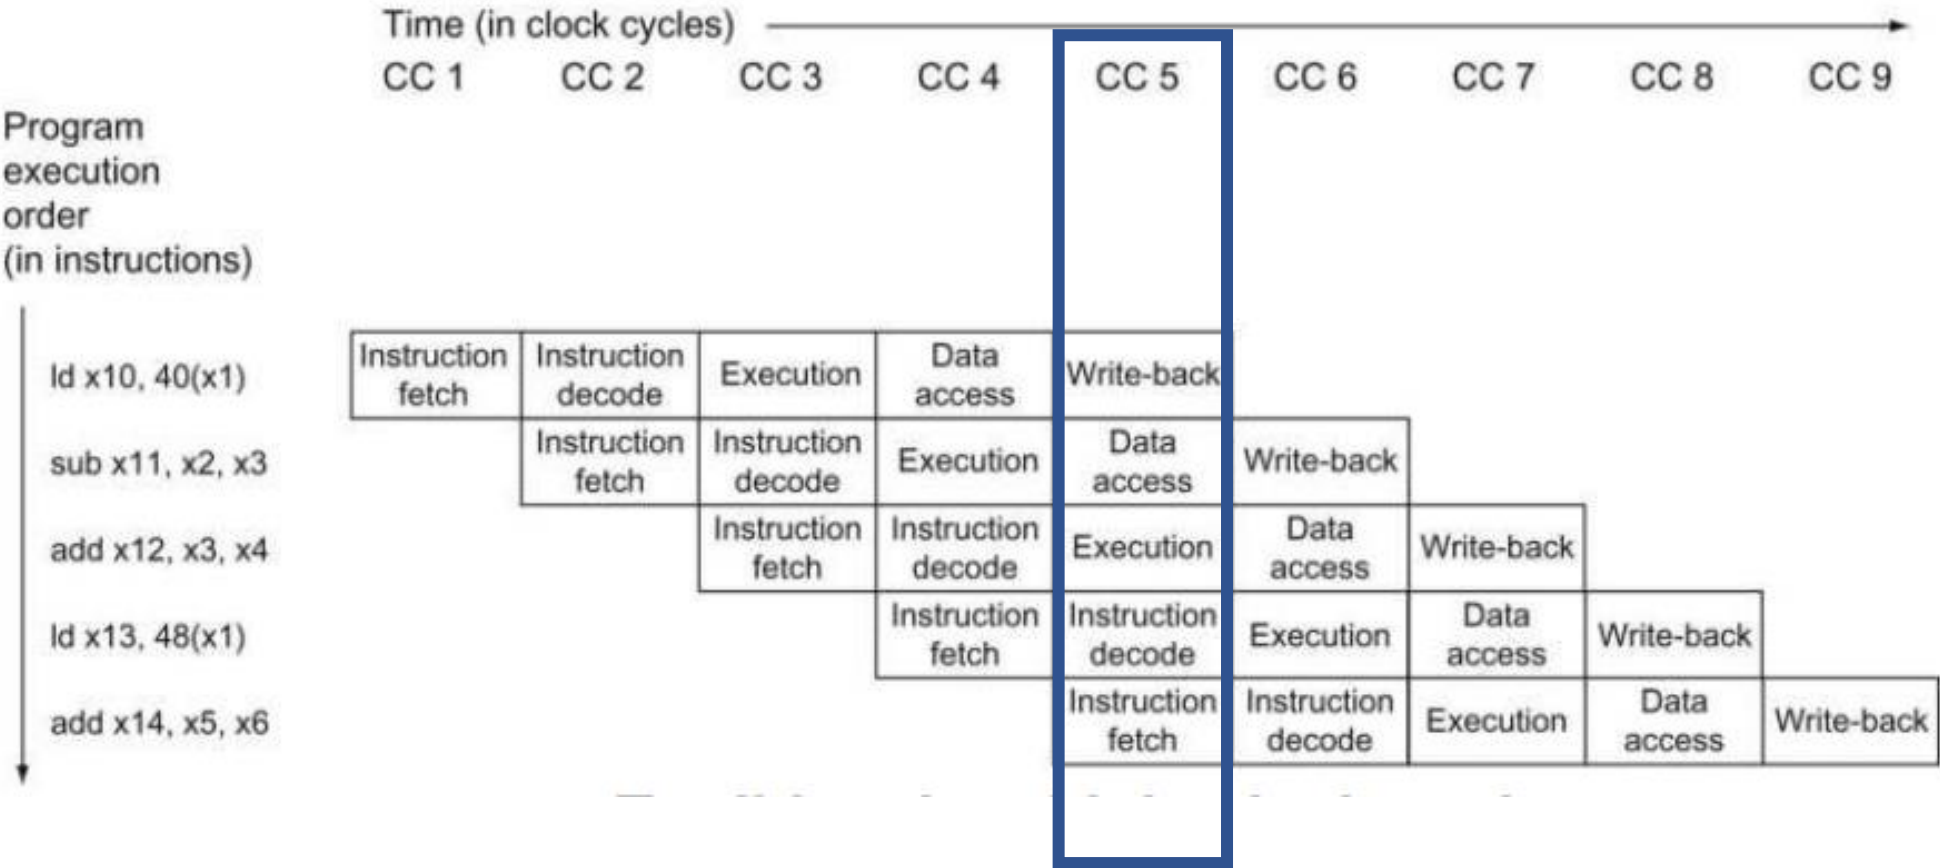 Time (in clock cycles)
CC 1 CC 2 CC 3 CC 4 CC 5 CC 6 CC 7 CC 8 CC 9
Program
execution
order
(in instructions)
ld x10, 40(x1) Instruction fetch Instruction decode Execution Data access Write-back
sub x11, x2, x3 Instruction fetch Instruction decode Execution Data access Write-back
add x12, x3, x4 Instruction fetch Instruction decode Execution Data access Write-back
ld x13, 48(x1) Instruction fetch Instruction decode Execution Data access Write-back
add x14, x5, x6 Instruction fetch Instruction decode Execution Data access Write-back